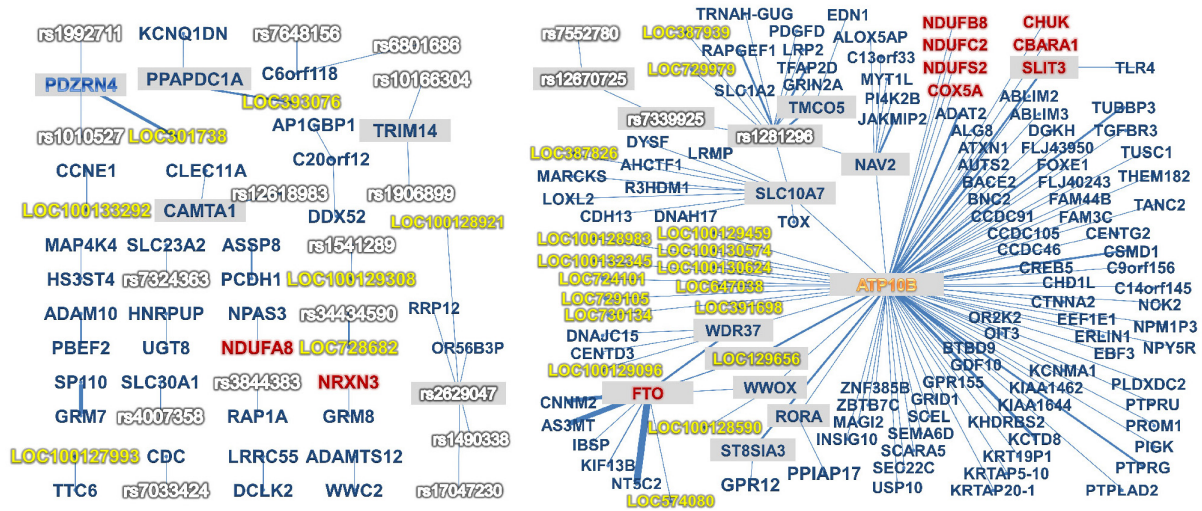 rs1992711 KCNQ1DN rs7648156
rs6801686
C6orf118
PDZRN4 PPAPDC1A rs10166304
LOC393076
AP1GBP1
TRIM14
rs1010527 LOC301738
C20orf12
CCNE1 CLEC11A
rs12618983 rs1906899
LOC100133292 CAMTA1
DDX52 LOC100128921
MAP4K4 SLC23A2 ASSP8 rs1541289
HS3ST4 rs7324363 PCDH1 LOC100129308
RRP12
ADAM10 HNRPUP NPAS3 rs34434590
PBEF2 UGT8 NDUFA8 LOC728682 OR56B3P
SP110 SLC30A1 rs3844383 NRXN3
rs2629047
GRM7 rs4007358 RAP1A GRM8
rs1490338
LOC100127993 CDC LRRC55 ADAMTS12
TTC6 rs7033424 DCLK2 WWC2 rs17047230
TRNAH-GUG EDN1
rs7552780 LOC387939 PDGFD ALOX5AP
RAPGEF1 LRP2 C13orf33
LOC729979 TFAP2D MYT1L
rs12670725 SLC1A2 GRIN2A PI4K2B
TMCO5 JAKMIP2
rs7339925 rs1281296
DYSF LRMP NAV2
LOC387826 AHCTF1
MARCKS R3HDM1 SLC10A7
LOXL2
CDH13 DNAH17 TOX
LOC100128983 LOC100129459
LOC100132345 LOC100130574
LOC724101 LOC100130624
LOC729105 LOC647038
LOC730134 LOC391698
ATP10B
DNAJC15 WDR37
CENTD3
LOC100129096 LOC129656
FTO WWOX
CNNM2
AS3MT RORA
IBSP LOC100128590
KIF13B ST8SIA3
NT5C2 GPR12 PPIAP17
LOC574080
NDUFB8 CHUK
NDUFC2 CBARA1
NDUFS2 SLIT3 TLR4
COX5A
ABLIM2
ADAT2 ABLIM3 TUBBP3
ALG8 DGKH TGFBR3
ATXN1 FLJ43950
AUTS2 FOXE1 TUSC1
BACE2 FLJ40243 THEM182
BNC2 FAM44B
CCDC91 FAM3C TANC2
CCDC105 CENTG2
CCDC46 CSMD1
CREB5 C9orf156
CHD1L C14orf145
CTNNA2 NCK2
OR2K2 EEF1E1 NPM1P3
OIT3 ERLIN1
BTBD9 EBF3 NPY5R
GDF10 KCNMA1
ZNF385B GPR155 KIAA1462 PLDXDC2
ZBTB7C GRID1 KIAA1644 PTPRU
MAGI2 SCEL KHDRBS2 PROM1
INSIG10 SEMA6D KCTD8 PIGK
SCARA5 KRT19P1
SEC22C KRTAP5-10 PTPRG
USP10 KRTAP20-1 PTPLAD2